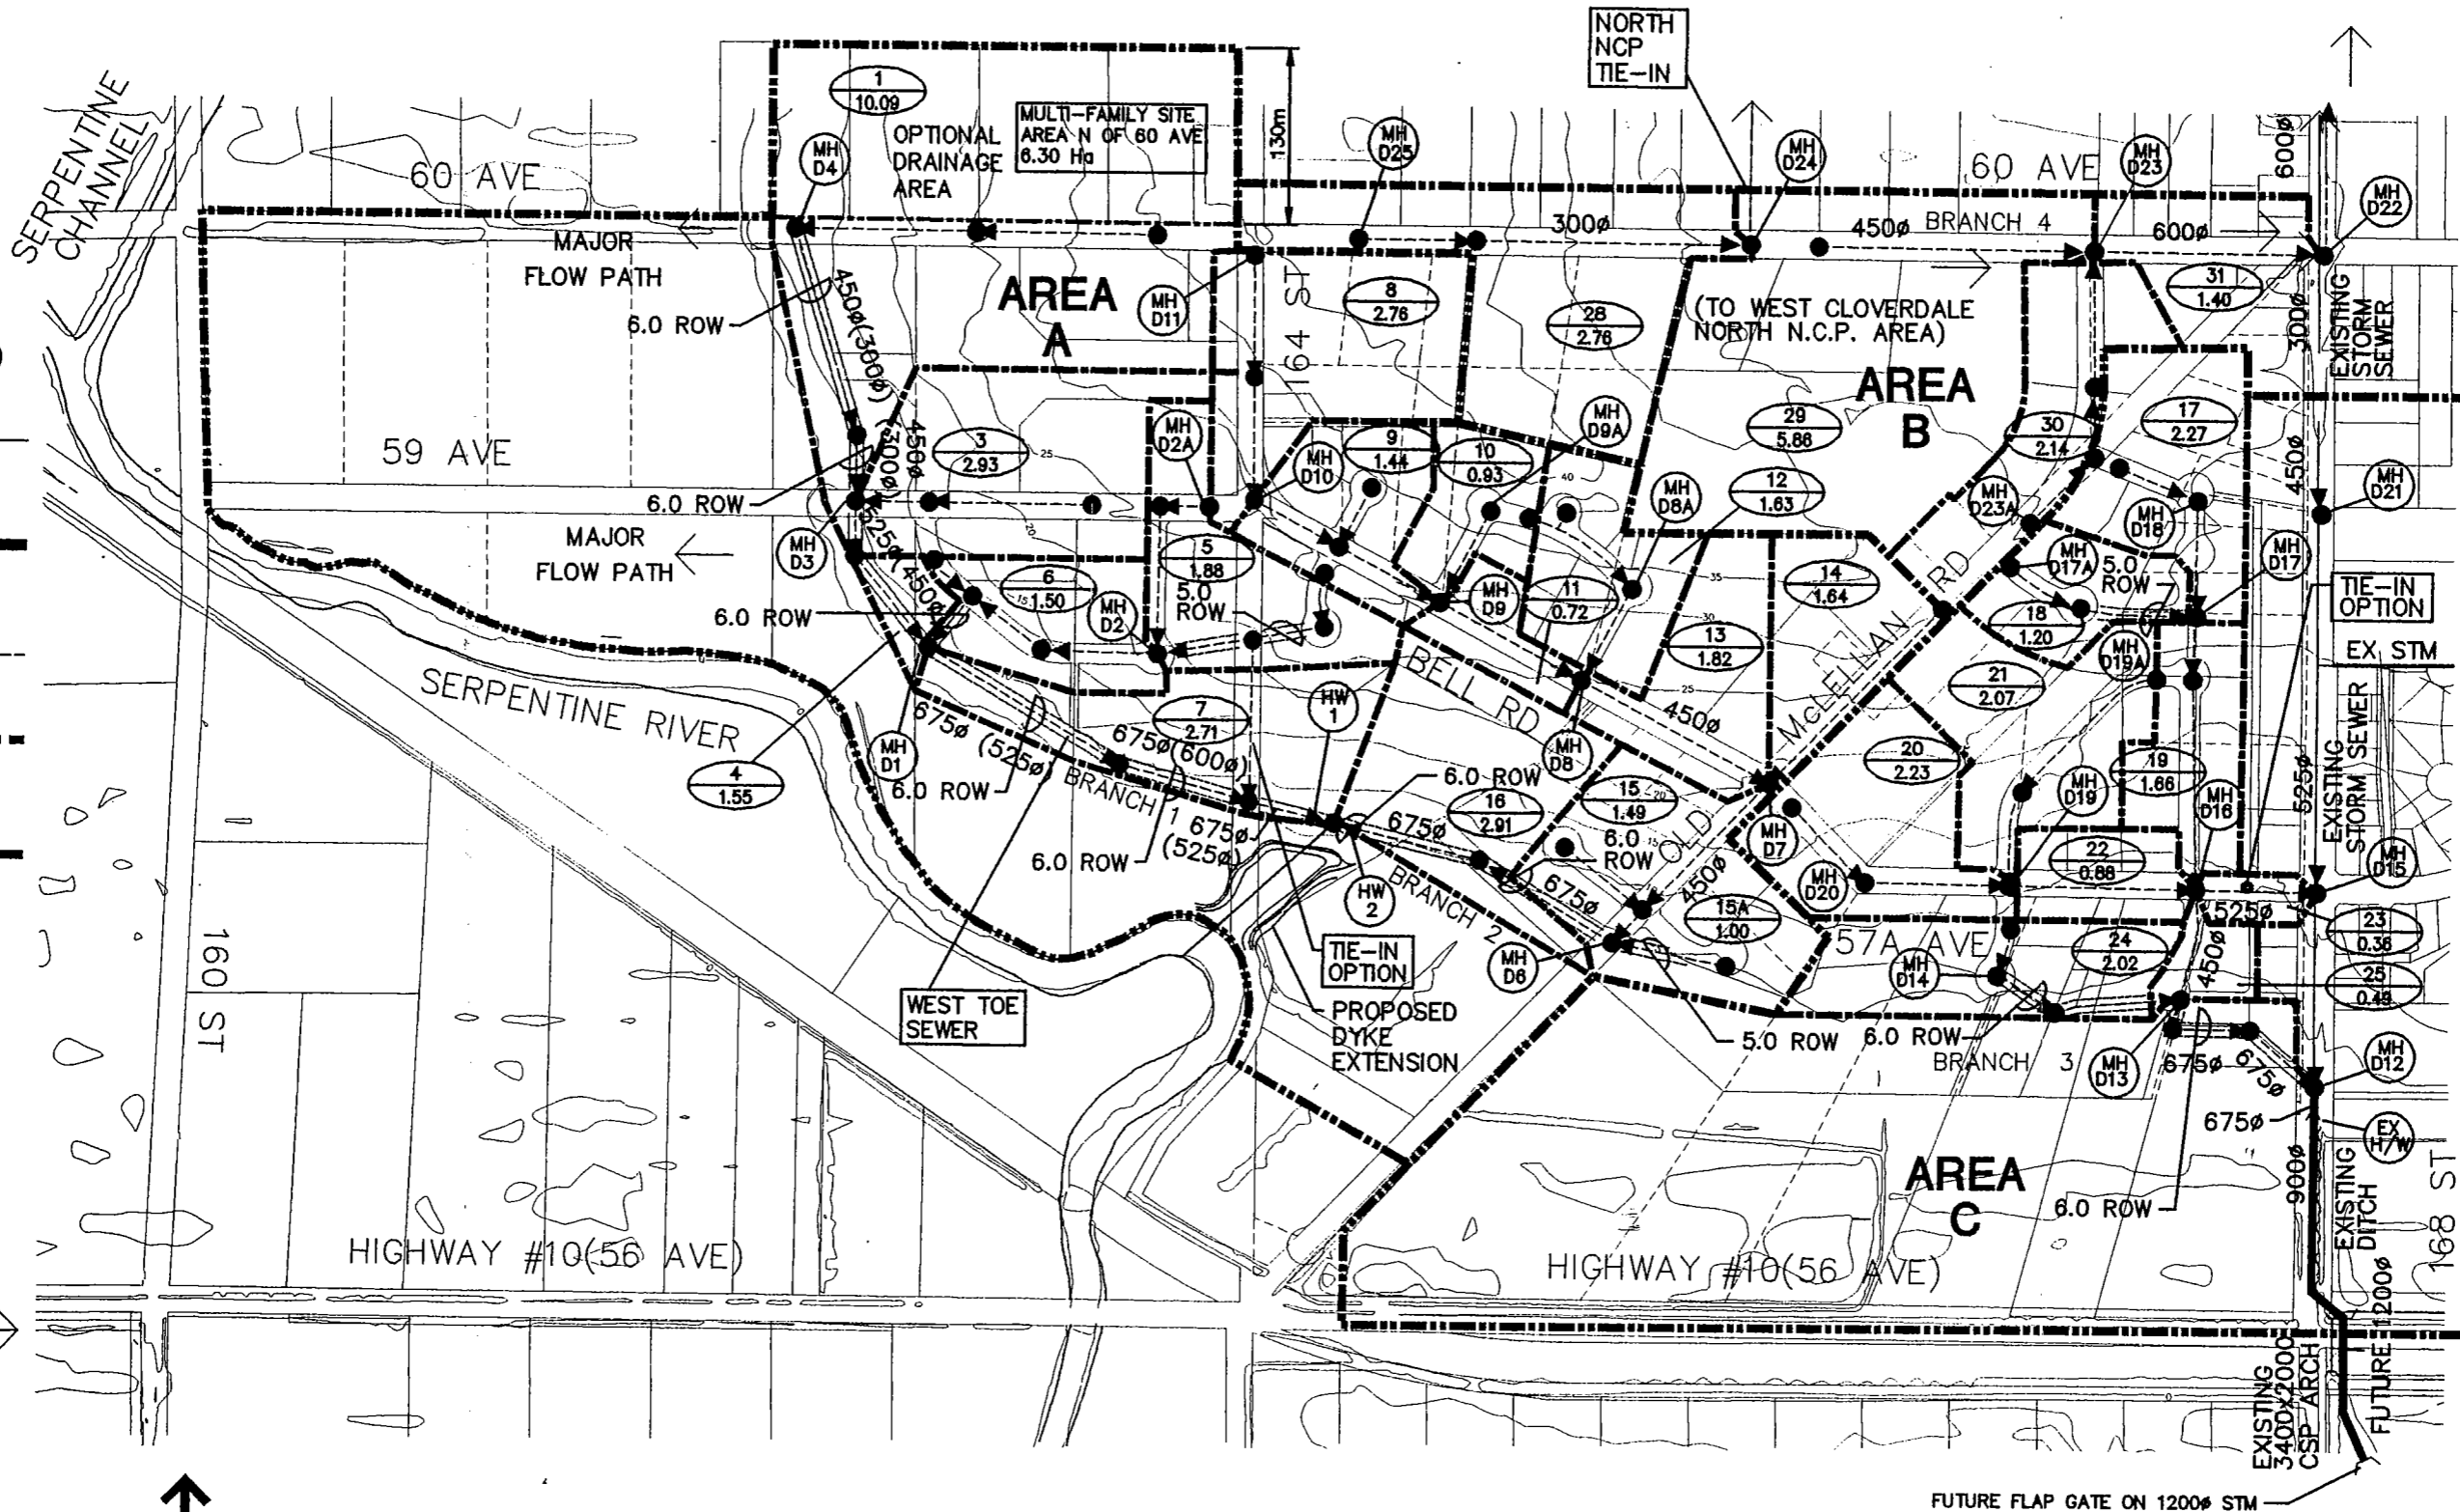 NORTH
NCP
TIE-IN
SERPENTINE
CHANNEL
1
10.09
MULTI-FAMILY SITE
AREA N OF 60 AVE
6.30 Ha
OPTIONAL
DRAINAGE
AREA
130m
MH
D4
MH
D25
MH
D24
MH
D23
MH
D22
60 AVE
60 AVE
600ø
MAJOR
FLOW PATH
300ø
450ø
BRANCH 4
600ø
6.0 ROW
450ø(300ø)
AREA
A
MH
D11
164 ST
8
2.76
28
2.76
(TO WEST CLOVERDALE
NORTH N.C.P. AREA)
31
1.40
300ø
EXISTING
STORM
SEWER
AREA
B
59 AVE
(300ø)
450ø
3
2.93
25
MH
D2A
MH
D10
9
1.44
10
0.93
MH
D9A
40
29
5.86
12
1.63
30
2.14
17
2.27
450ø
MH
D21
6.0 ROW
MH
D8A
MH
D23A
MH
D18
MH
D17
MAJOR
FLOW PATH
MH
D3
525ø
450ø
20
5
1.88
5.0
ROW
6
1.50
15
MH
D2
MH
D9
11
0.72
35
30
14
1.64
MH
D17A
5.0
ROW
18
1.20
TIE-IN
OPTION
EX STM
6.0 ROW
13
1.82
McLELLAN RD
MH
D19A
21
2.07
SERPENTINE RIVER
BELL RD
25
450ø
MH
D1
675ø (525ø)
7
2.71
675ø(600ø)
HW
1
MH
D8
20
2.23
19
1.66
MH
D16
525ø
EXISTING
STORM SEWER
4
1.55
6.0 ROW
BRANCH 1
675ø
(525ø)
6.0 ROW
675ø
16
2.91
15
1.49
20
6.0
ROW
15
OLD
MH
D7
MH
D19
22
0.88
MH
D15
6.0 ROW
HW
2
BRANCH 2
675ø
450ø
MH
D20
15A
1.00
525ø
23
0.36
160 ST
TIE-IN
OPTION
MH
D6
57A AVE
MH
D14
24
2.02
450ø
25
0.49
WEST TOE
SEWER
PROPOSED
DYKE
EXTENSION
5.0 ROW
6.0 ROW
BRANCH 3
MH
D13
675ø
675ø
MH
D12
675ø
EX
H/W
AREA
C
6.0 ROW
900ø
EXISTING
DITCH
168 ST
HIGHWAY #10(56 AVE)
HIGHWAY #10(56 AVE)
EXISTING
3400x2000
CSP ARCH
FUTURE 1200ø
FUTURE FLAP GATE ON 1200ø STM